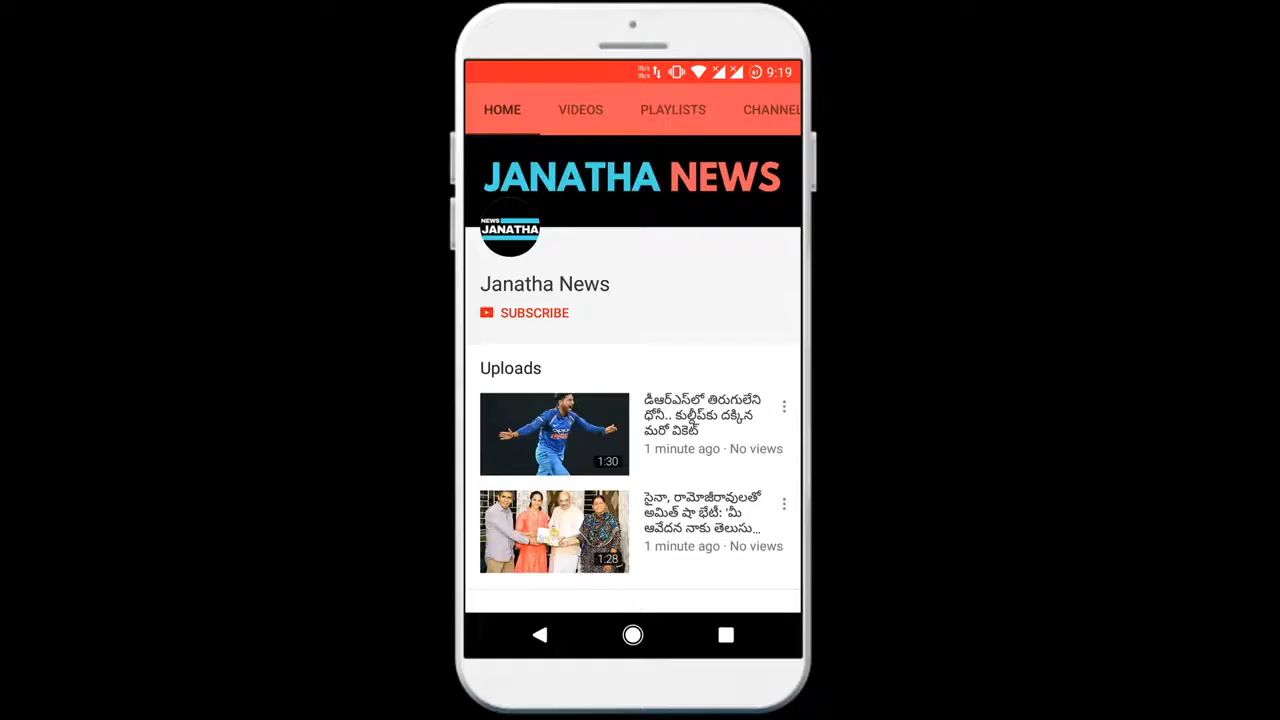 9:19
HOME VIDEOS PLAYLISTS CHANNEL
JANATHA NEWS
NEWS
JANATHA
Janatha News
SUBSCRIBE
Uploads
డీఆర్ఎస్‌లో తిరుగులేని
ధోనీ.. కుల్దీప్‌కు దక్కిన
మరో వికెట్
1 minute ago · No views
1:30
సైనా, రామోజీరావులతో
అమిత్ షా భేటీ: 'మీ
ఆవేదన నాకు తెలుసు...
1 minute ago · No views
1:28